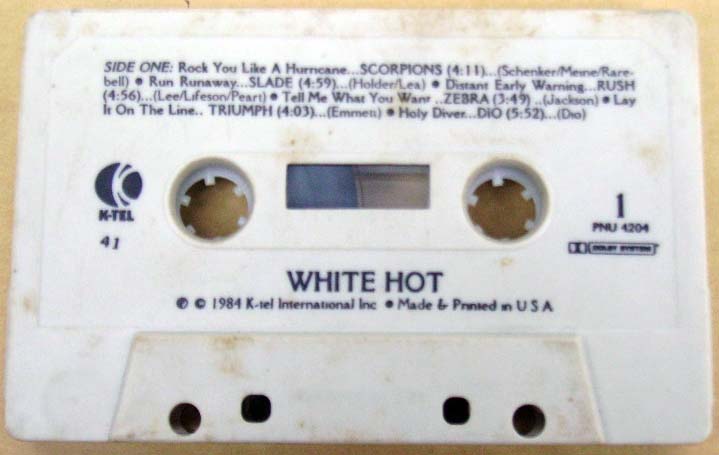 SIDE ONE: Rock You Like A Hurricane...SCORPIONS (4:11)...(Schenker/Meine/Rare-
bell) • Run Runaway...SLADE (4:59)...(Holder/Lea) • Distant Early Warning...RUSH
(4:56)...(Lee/Lifeson/Peart) • Tell Me What You Want ..ZEBRA (3:49) ..(Jackson) • Lay
It On The Line.. TRIUMPH (4:03)...(Emmett) • Holy Diver...DIO (5:52)...(Dio)
K-TEL
41
1
PNU 4204
DOLBY SYSTEM
WHITE HOT
℗ © 1984 K-tel International Inc • Made & Printed in U S A